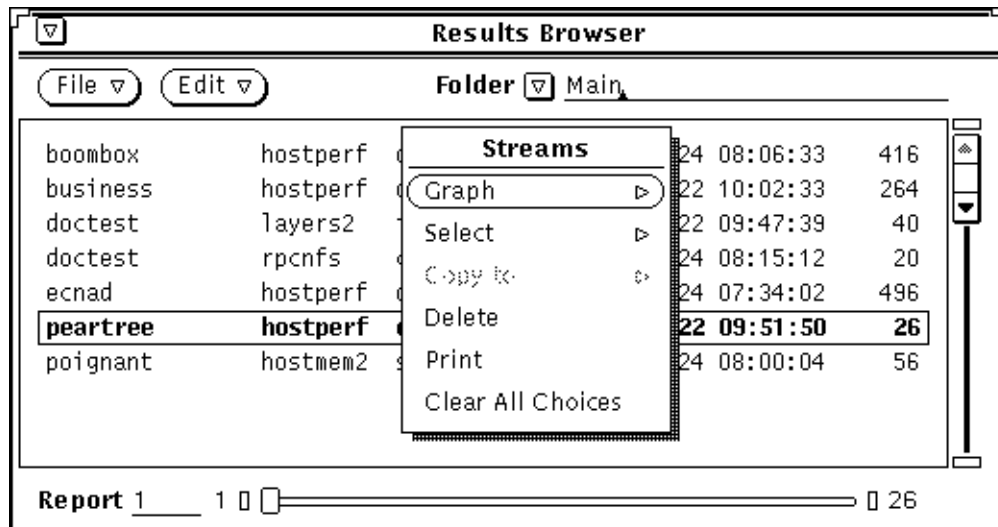 Results Browser
File Edit Folder Main
Streams
boombox hostperf 24 08:06:33 416
business hostperf Graph 22 10:02:33 264
doctest layers2 Select 22 09:47:39 40
doctest rpcnfs Copy to 24 08:15:12 20
ecnad hostperf 24 07:34:02 496
peartree hostperf Delete 22 09:51:50 26
poignant hostmem2 Print 24 08:00:04 56
Clear All Choices
Report 1 1 26